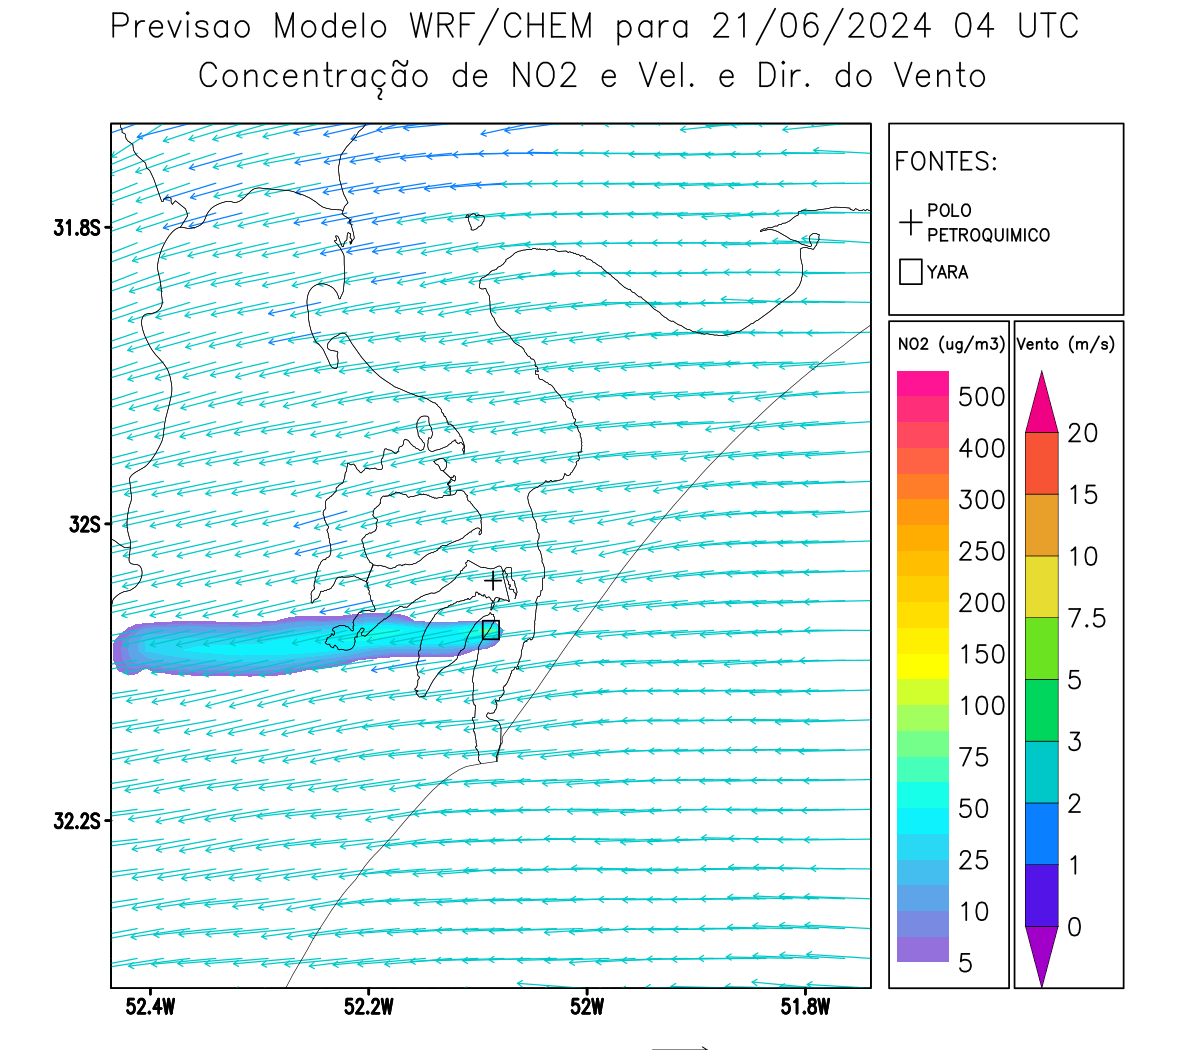 Previsao Modelo WRF/CHEM para 21/06/2024 04 UTC
Concentração de NO2 e Vel. e Dir. do Vento
FONTES:
POLO
PETROQUIMICO
YARA
NO2 (ug/m3)
500
400
300
250
200
150
100
75
50
25
10
5
Vento (m/s)
20
15
10
7.5
5
3
2
1
0
31.8S
32S
32.2S
52.4W
52.2W
52W
51.8W